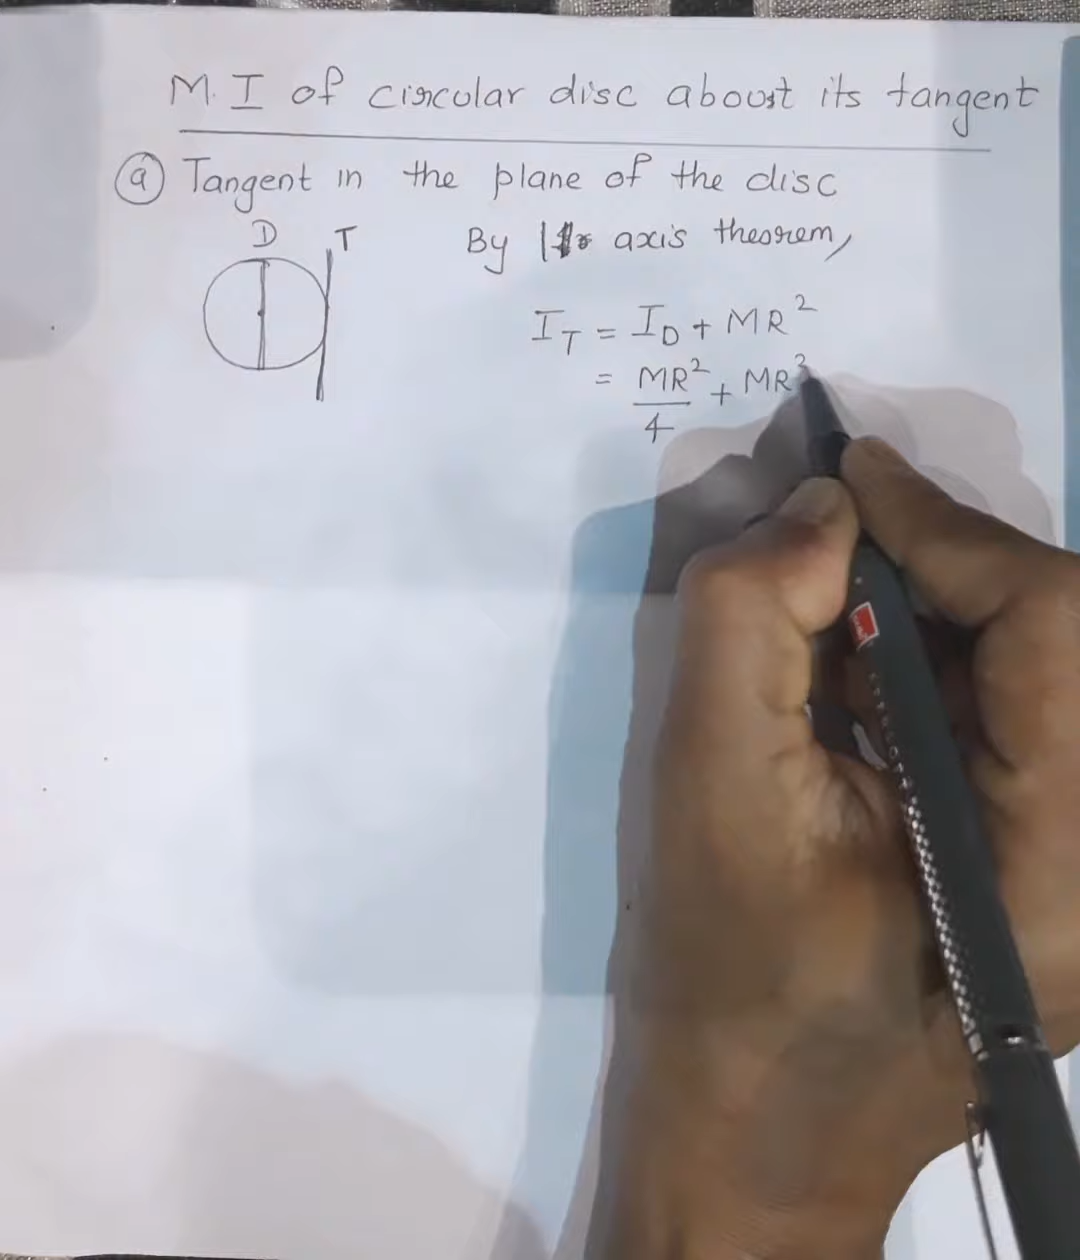 M.I of circular disc about its tangent
(a) Tangent in the plane of the disc
D T
By axis theorem,
I_T = I_D + MR²
= MR²/4 + MR²